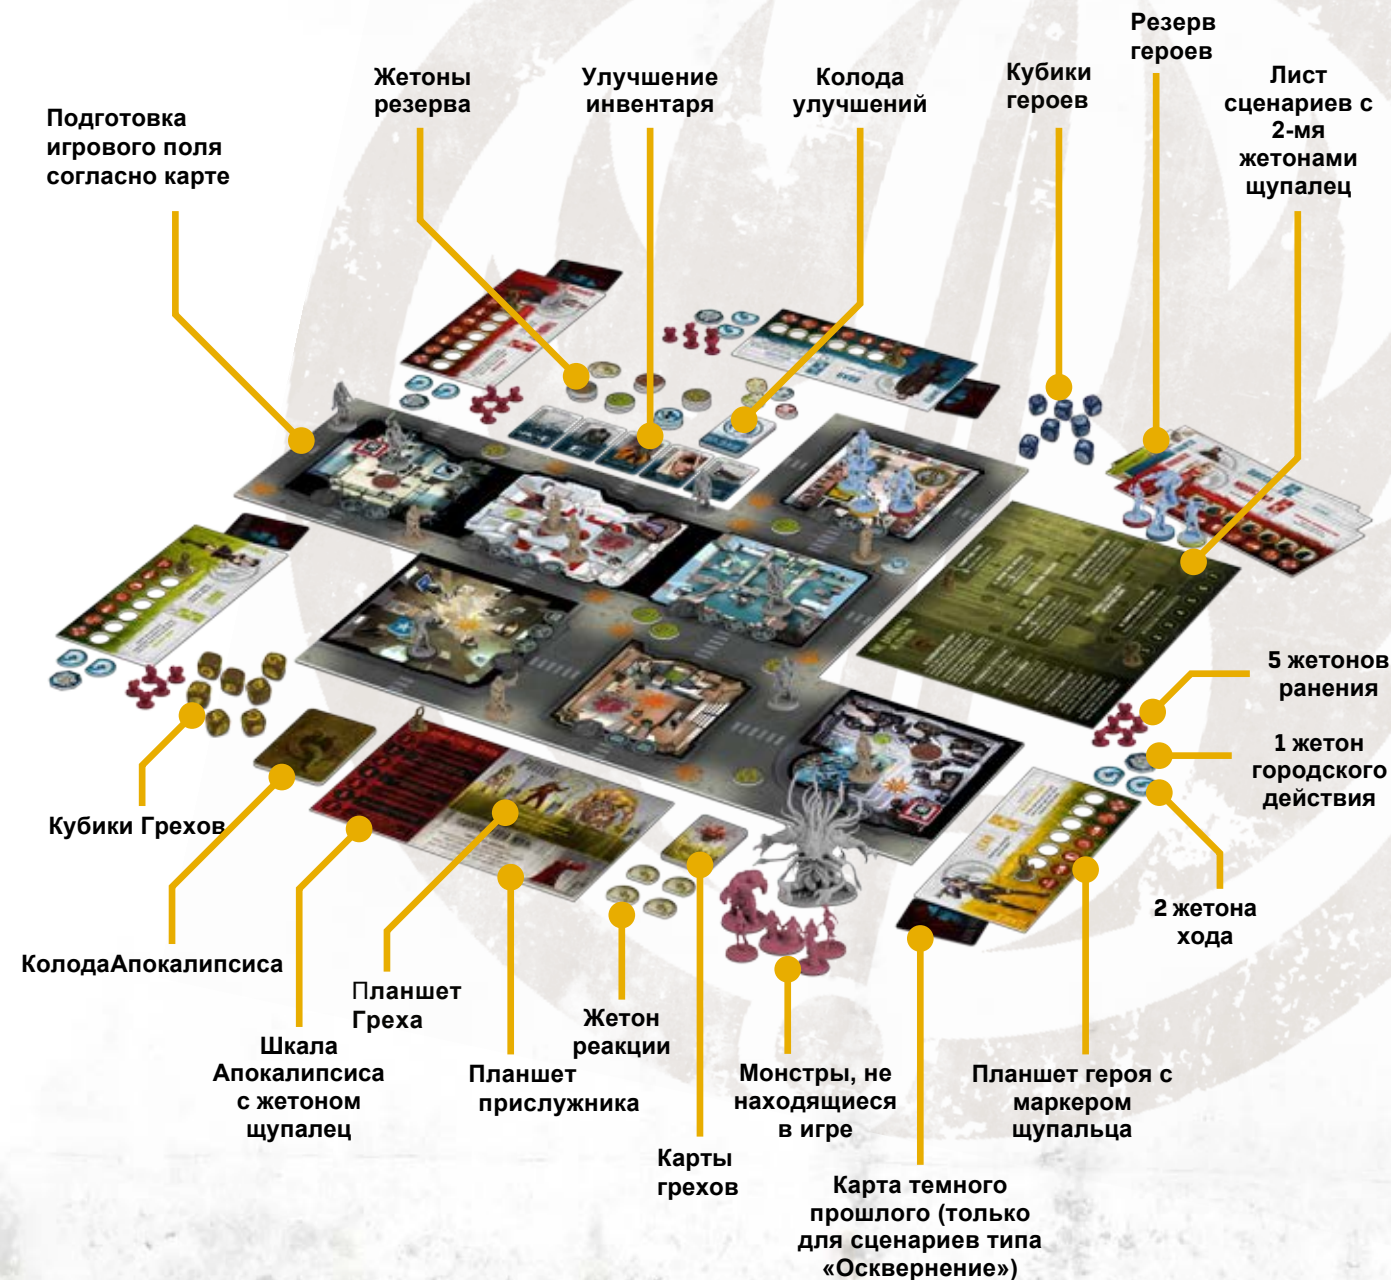 Резерв
героев
Жетоны
резерва
Улучшение
инвентаря
Колода
улучшений
Кубики
героев
Лист
сценариев с
2-мя
жетонами
щупалец
Подготовка
игрового поля
согласно карте
5 жетонов
ранения
1 жетон
городского
действия
2 жетона
хода
Кубики Грехов
КолодаАпокалипсиса
Планшет
Греха
Шкала
Апокалипсиса
с жетоном
щупалец
Жетон
реакции
Планшет
прислужника
Монстры, не
находящиеся
в игре
Планшет героя с
маркером
щупальца
Карты
грехов
Карта темного
прошлого (только
для сценариев типа
«Осквернение»)